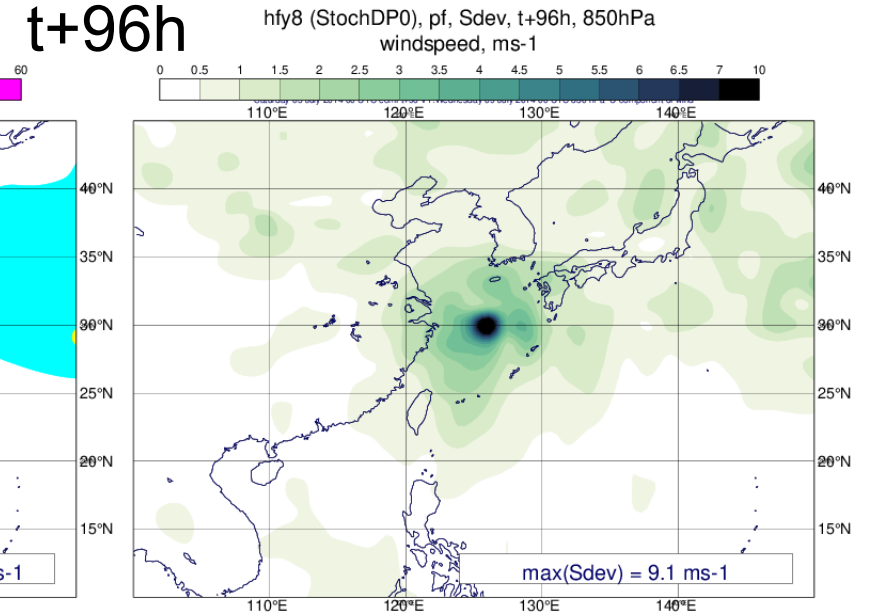 t+96h
hfy8 (StochDP0), pf, Sdev, t+96h, 850hPa
windspeed, ms-1
60
0 0.5 1 1.5 2 2.5 3 3.5 4 4.5 5 5.5 6 6.5 7 10
110°E 120°E 130°E 140°E
40°N 40°N
35°N 35°N
30°N 30°N
25°N 25°N
20°N 20°N
15°N 15°N
s-1
max(Sdev) = 9.1 ms-1
110°E 120°E 130°E 140°E